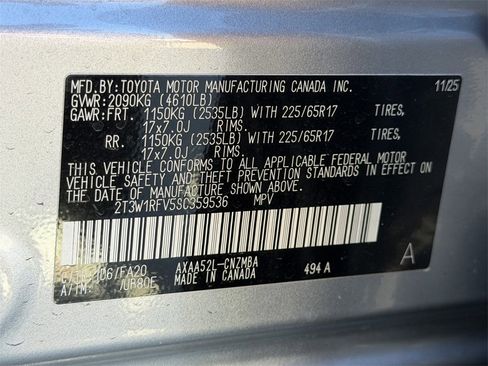 MFD.BY:TOYOTA MOTOR MANUFACTURING CANADA INC. 11/25
GVWR:2090KG (4610LB)
GAWR:FRT. 1150KG (2535LB) WITH 225/65R17 TIRES,
17x7.0J RIMS.
RR. 1150KG (2535LB) WITH 225/65R17 TIRES,
17x7.0J RIMS.
THIS VEHICLE CONFORMS TO ALL APPLICABLE FEDERAL MOTOR
VEHICLE SAFETY AND THEFT PREVENTION STANDARDS IN EFFECT ON
THE DATE OF MANUFACTURE SHOWN ABOVE.
2T3W1RFV5SC359536 MPV
/FA20 AXAA52L-CNZMBA
A/TM: /UB80E MADE IN CANADA 494 A
A